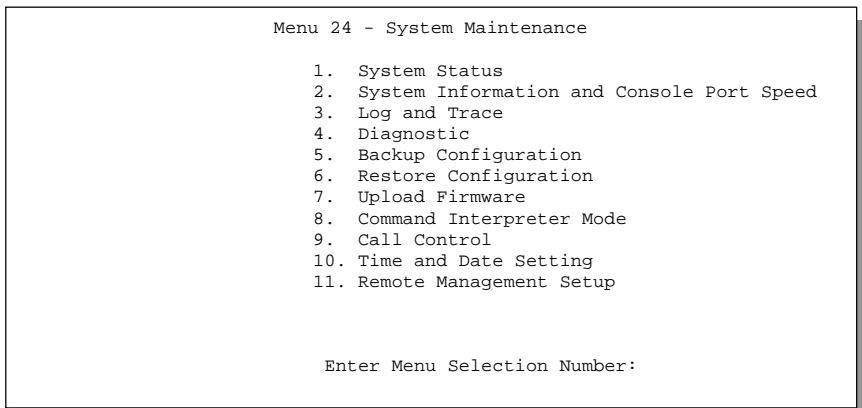 Menu 24 - System Maintenance
1. System Status
2. System Information and Console Port Speed
3. Log and Trace
4. Diagnostic
5. Backup Configuration
6. Restore Configuration
7. Upload Firmware
8. Command Interpreter Mode
9. Call Control
10. Time and Date Setting
11. Remote Management Setup
Enter Menu Selection Number: